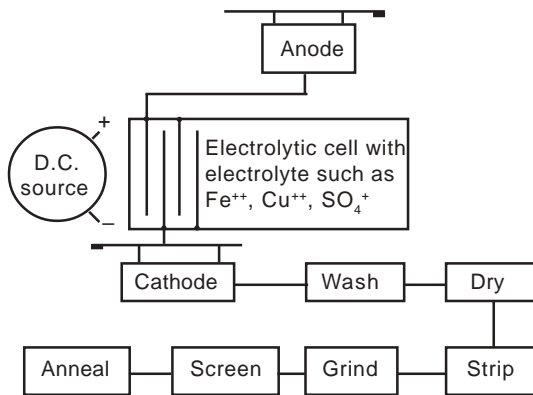 Anode
+
D.C.
source
–
Electrolytic cell with
electrolyte such as
Fe⁺⁺, Cu⁺⁺, SO₄⁺
Cathode
Wash
Dry
Anneal
Screen
Grind
Strip